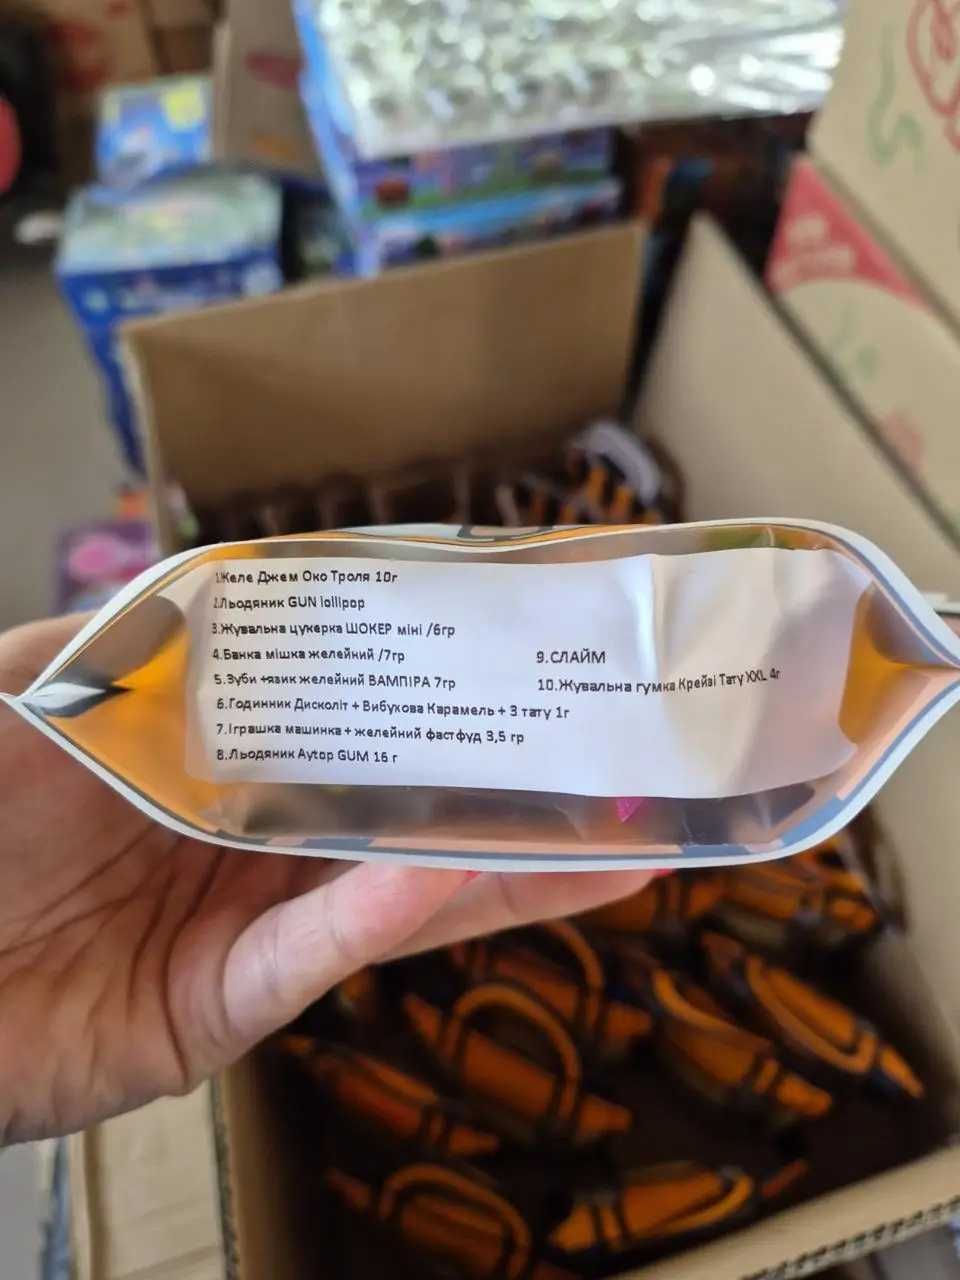 1.Желе Джем Око Троля 10г
2.Льодяник GUN lollipop
3.Жувальна цукерка ШОКЕР міні /6гр
4.Банка мішка желейний /7гр
5.Зуби +язик желейний ВАМПІРА 7гр
6.Годинник Дисколіт + Вибухова Карамель + 3 тату 1г
7.Іграшка машинка + желейний фастфуд 3,5 гр
8.Льодяник Аутор GUM 16 г
9.СЛАЙМ
10.Жувальна гумка Крейзі Тату XXL 4г